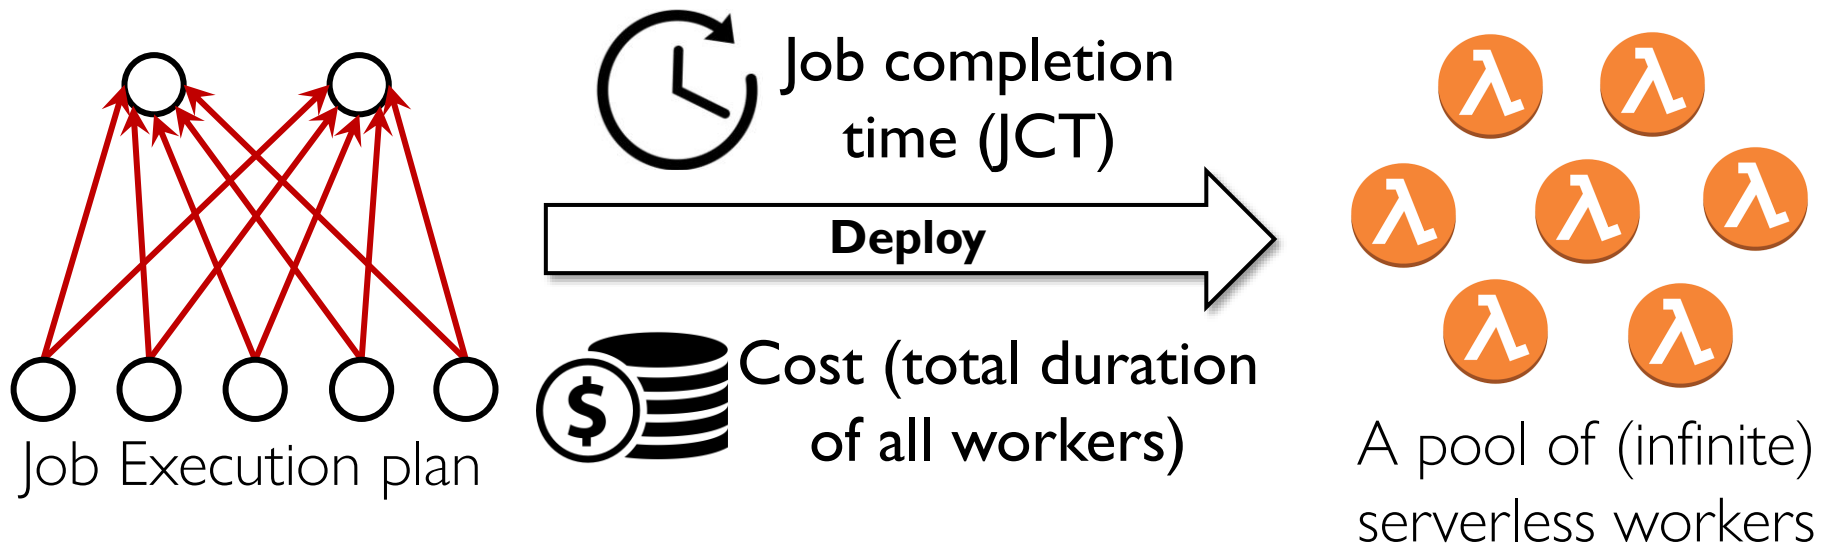 Job Execution plan
Job completion
time (JCT)
Deploy
$
Cost (total duration
of all workers)
λ
λ
λ
λ
λ
λ
λ
A pool of (infinite)
serverless workers